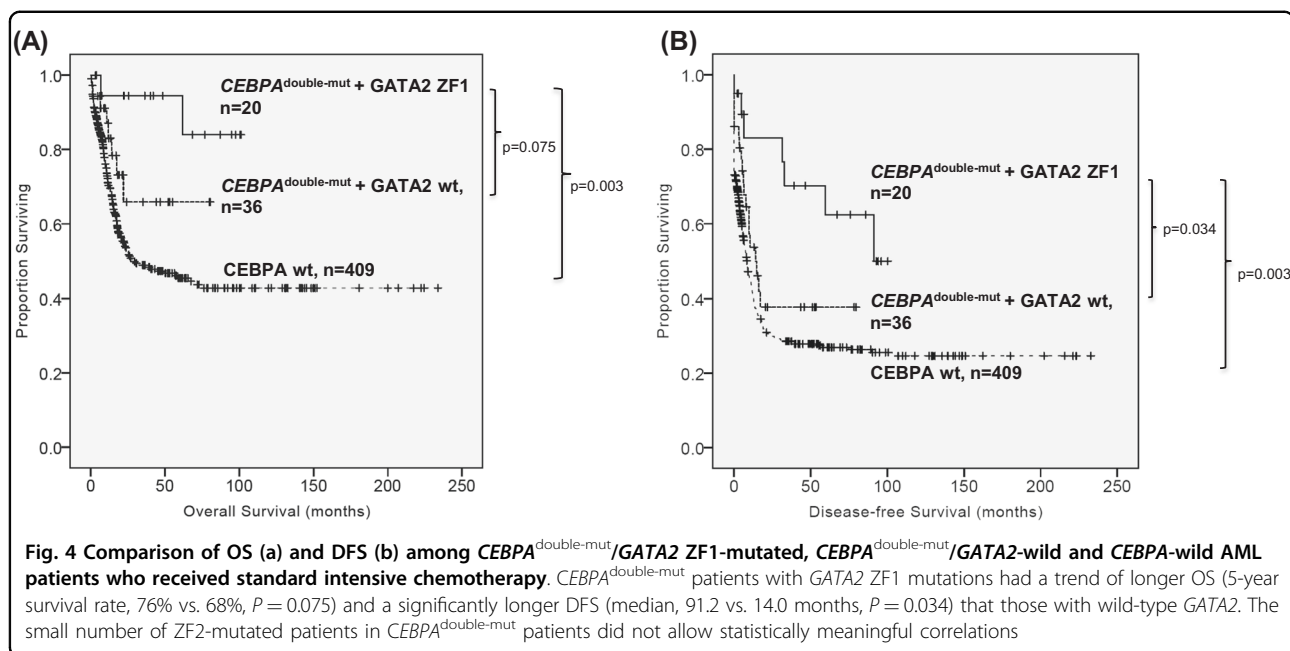 (A)
1.0
0.8
0.6
0.4
0.2
0.0
Proportion Surviving
CEBPAdouble-mut + GATA2 ZF1
n=20
CEBPAdouble-mut + GATA2 wt,
n=36
CEBPA wt, n=409
p=0.075
p=0.003
0 50 100 150 200 250
Overall Survival (months)
(B)
1.0
0.8
0.6
0.4
0.2
0.0
Proportion Surviving
CEBPAdouble-mut + GATA2 ZF1
n=20
CEBPAdouble-mut + GATA2 wt,
n=36
CEBPA wt, n=409
p=0.034
p=0.003
0 50 100 150 200 250
Disease-free Survival (months)
Fig. 4 Comparison of OS (a) and DFS (b) among CEBPAdouble-mut/GATA2 ZF1-mutated, CEBPAdouble-mut/GATA2-wild and CEBPA-wild AML
patients who received standard intensive chemotherapy. CEBPAdouble-mut patients with GATA2 ZF1 mutations had a trend of longer OS (5-year
survival rate, 76% vs. 68%, P = 0.075) and a significantly longer DFS (median, 91.2 vs. 14.0 months, P = 0.034) that those with wild-type GATA2. The
small number of ZF2-mutated patients in CEBPAdouble-mut patients did not allow statistically meaningful correlations